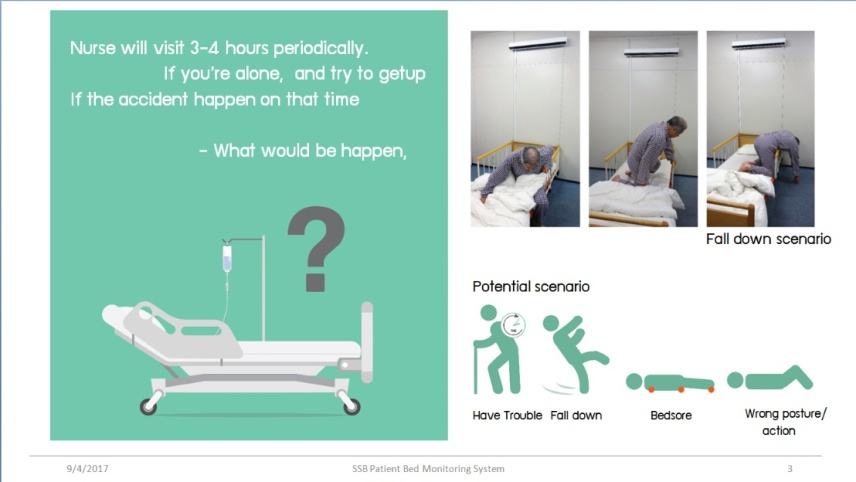 Nurse will visit 3-4 hours periodically.
If you're alone, and try to getup
If the accident happen on that time
- What would be happen,
?
Fall down scenario
Potential scenario
Have Trouble
Fall down
Bedsore
Wrong posture/
action
9/4/2017
SSB Patient Bed Monitoring System
3